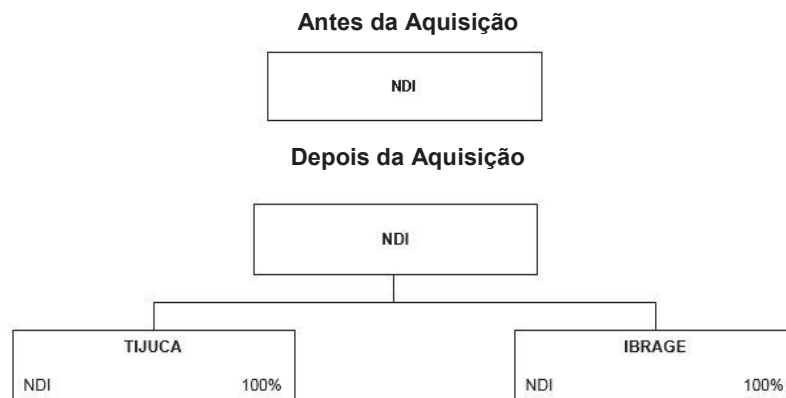 Antes da Aquisição
NDI
Depois da Aquisição
NDI
TIJUCA
NDI 100%
IBRAGE
NDI 100%